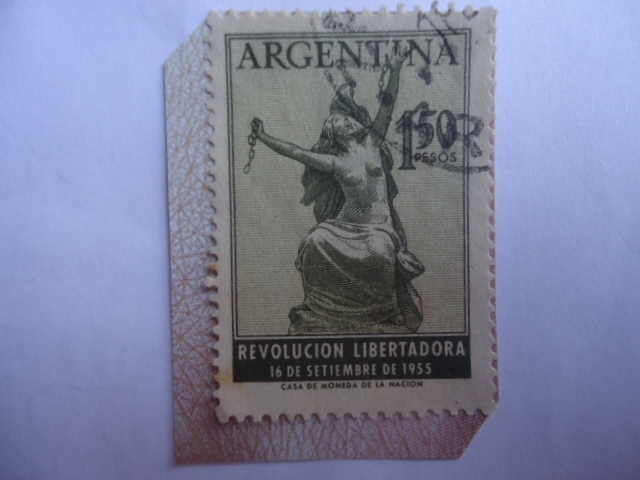 ARGENTINA
1.50
PESOS
REVOLUCION LIBERTADORA
16 DE SETIEMBRE DE 1955
CASA DE MONEDA DE LA NACION